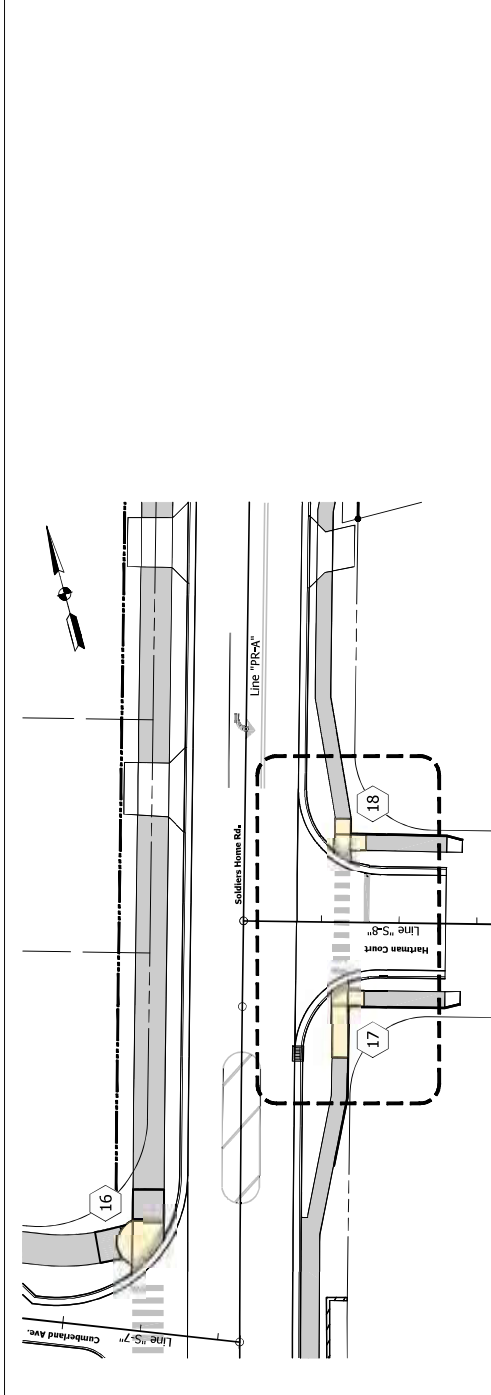 Line "PR-A"
18
Soldiers Home Rd.
Line "S-8"
Hartman Court
17
16
Line "S-7"
Cumberland Ave.